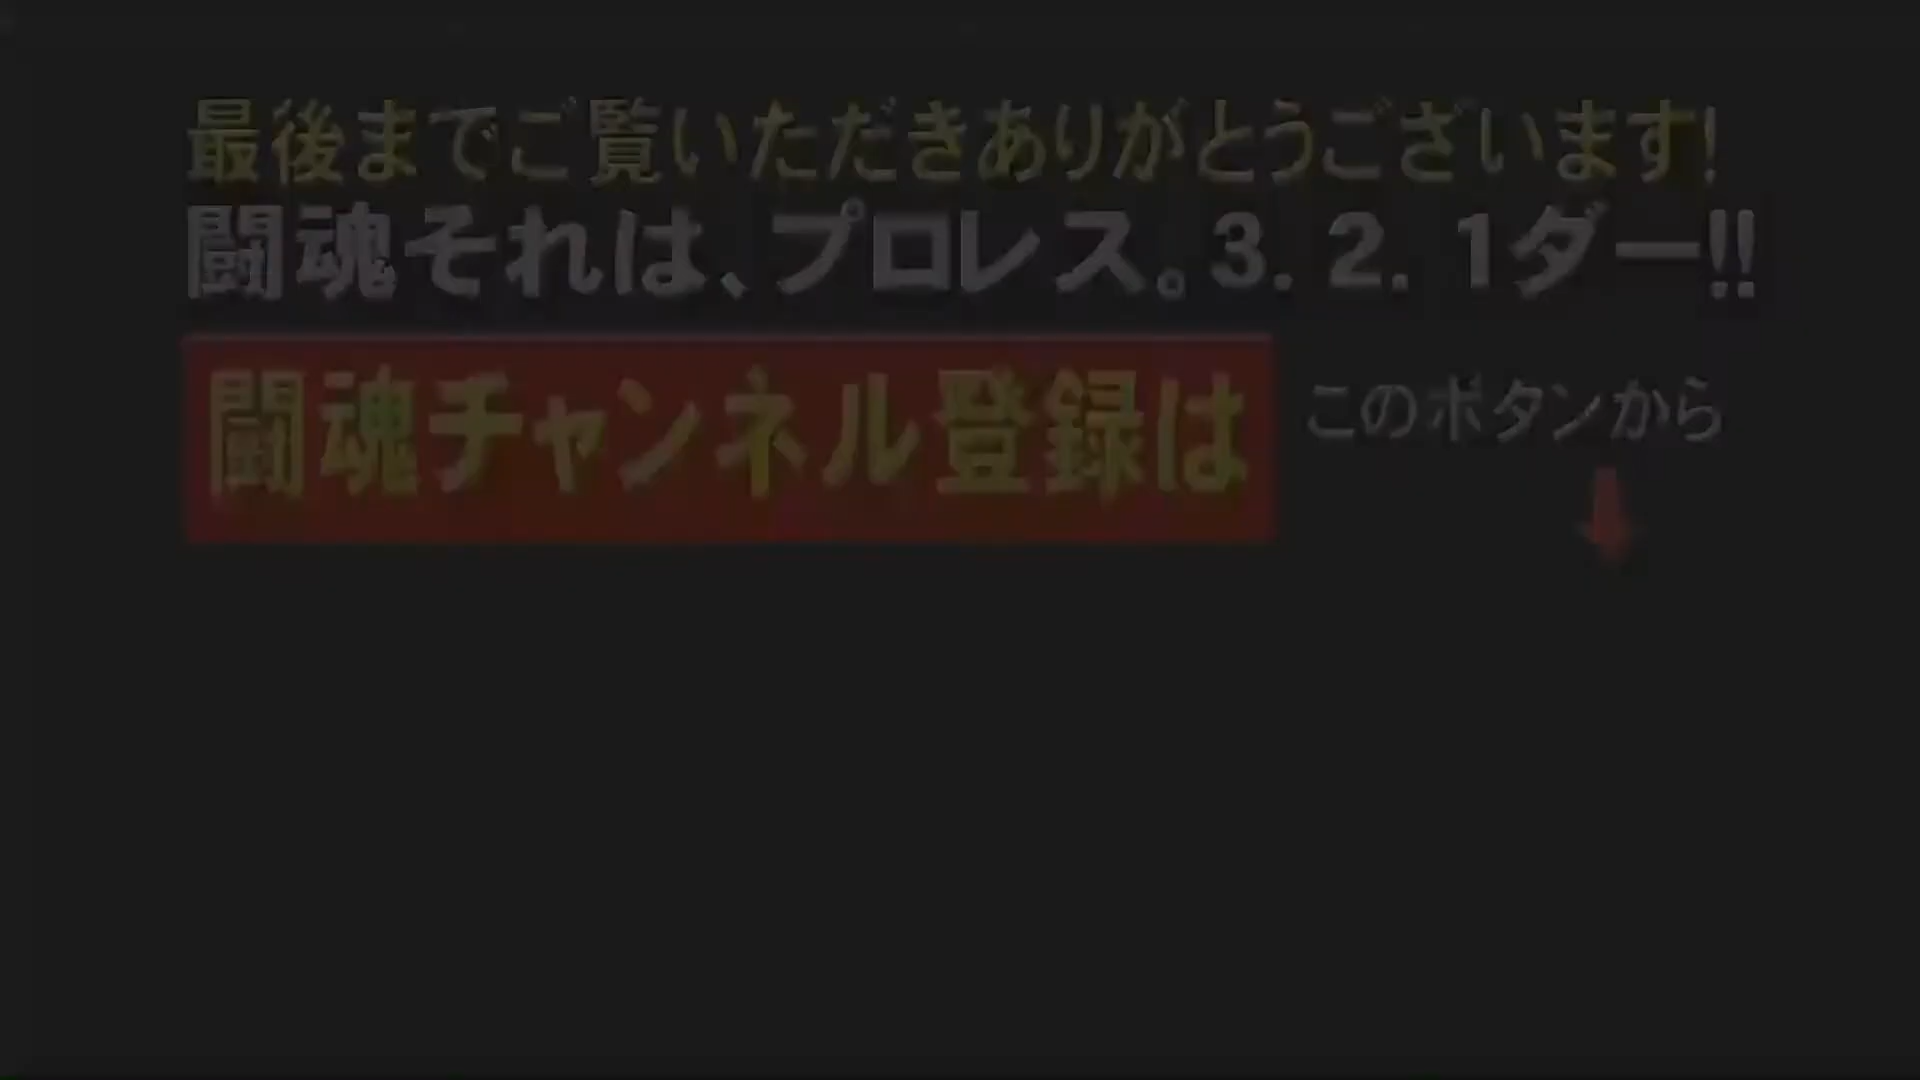 最後までご覧いただきありがとうございます!
闘魂それは、プロレス。3. 2. 1ダー!!
闘魂チャンネル登録は
このボタンから